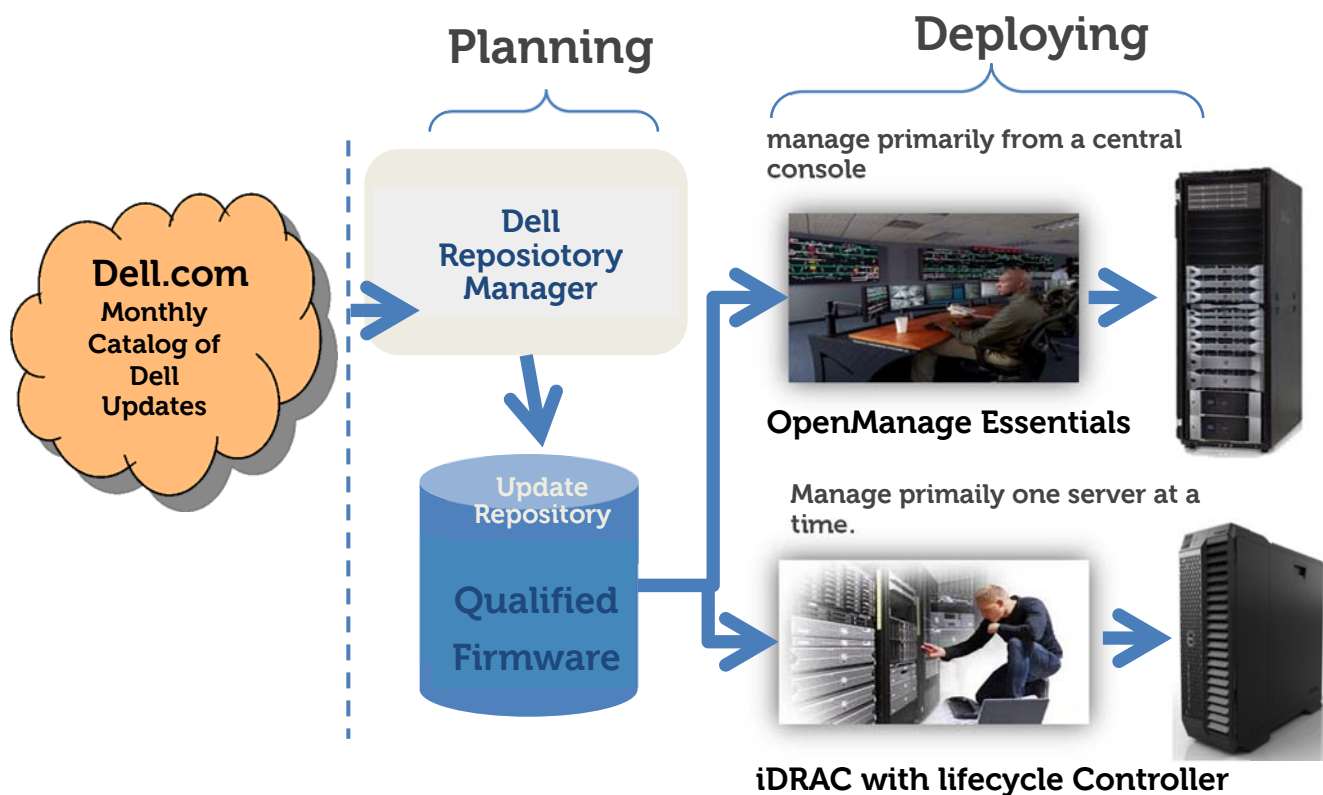 Planning
Deploying
Dell.com
Monthly
Catalog of
Dell
Updates
Dell
Reposiotory
Manager
Update
Repository
Qualified
Firmware
manage primarily from a central
console
OpenManage Essentials
Manage primaily one server at a
time.
iDRAC with lifecycle Controller